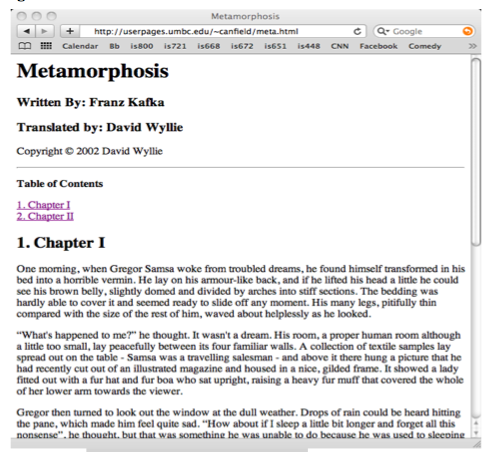 Metamorphosis
http://userpages.umbc.edu/~canfield/meta.html
Google
Calendar Bb is800 is721 is668 is672 is651 is448 CNN Facebook Comedy
Metamorphosis
Written By: Franz Kafka
Translated by: David Wyllie
Copyright © 2002 David Wyllie
Table of Contents
1. Chapter I
2. Chapter II
1. Chapter I
One morning, when Gregor Samsa woke from troubled dreams, he found himself transformed in his
bed into a horrible vermin. He lay on his armour-like back, and if he lifted his head a little he could
see his brown belly, slightly domed and divided by arches into stiff sections. The bedding was
hardly able to cover it and seemed ready to slide off any moment. His many legs, pitifully thin
compared with the size of the rest of him, waved about helplessly as he looked.
“What's happened to me?” he thought. It wasn't a dream. His room, a proper human room although
a little too small, lay peacefully between its four familiar walls. A collection of textile samples lay
spread out on the table - Samsa was a travelling salesman - and above it there hung a picture that he
had recently cut out of an illustrated magazine and housed in a nice, gilded frame. It showed a lady
fitted out with a fur hat and fur boa who sat upright, raising a heavy fur muff that covered the whole
of her lower arm towards the viewer.
Gregor then turned to look out the window at the dull weather. Drops of rain could be heard hitting
the pane, which made him feel quite sad. “How about if I sleep a little bit longer and forget all this
nonsense”, he thought, but that was something he was unable to do because he was used to sleeping